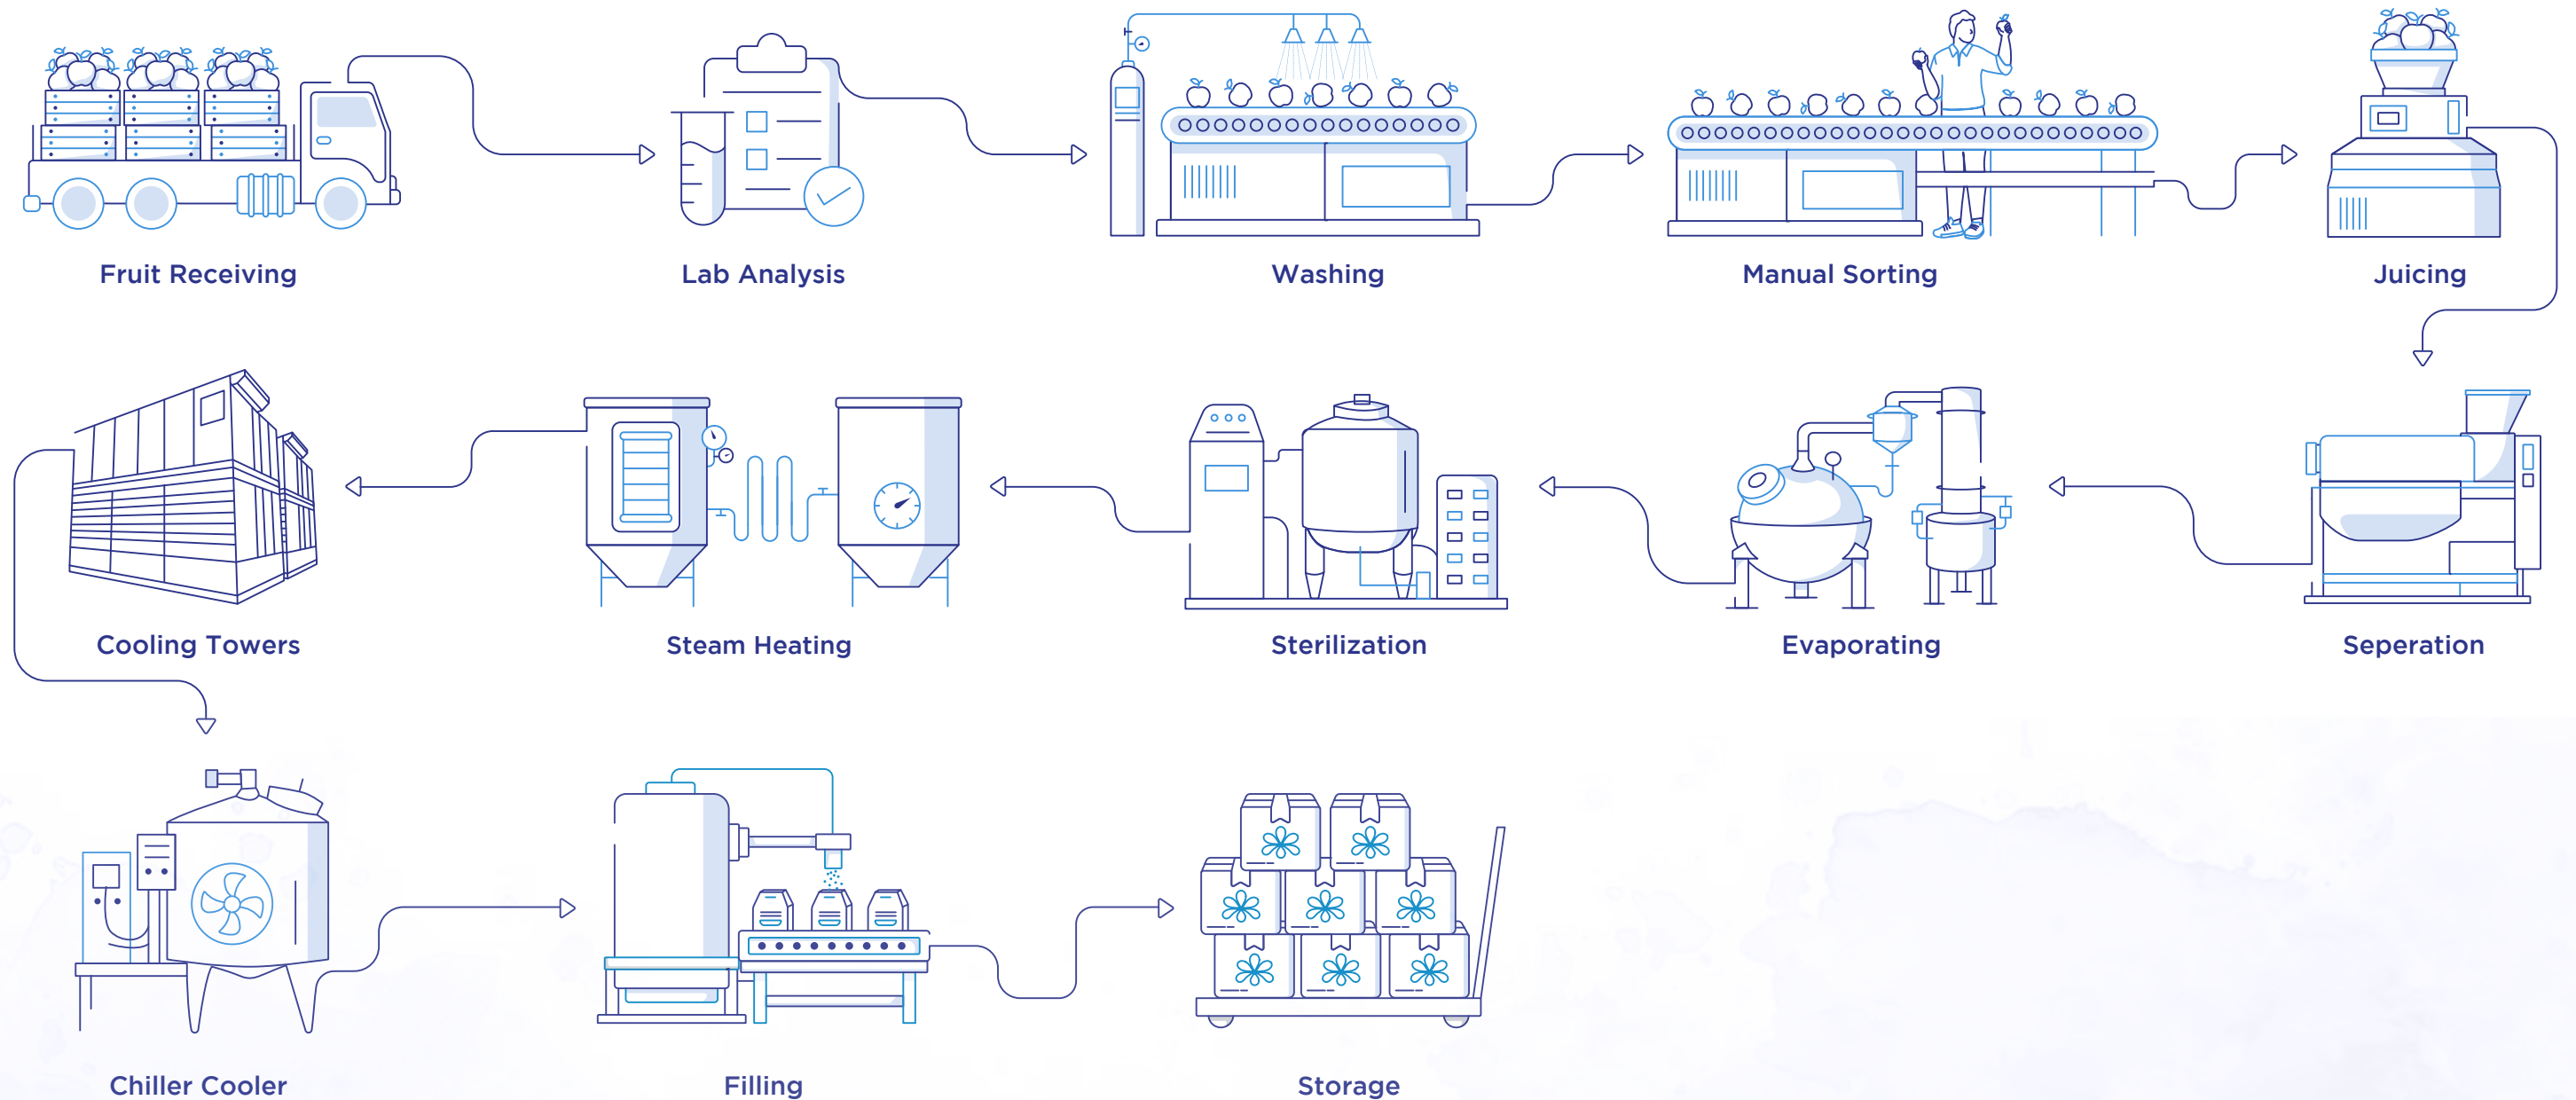 Fruit Receiving
Lab Analysis
Washing
Manual Sorting
Juicing
Cooling Towers
Steam Heating
Sterilization
Evaporating
Seperation
Chiller Cooler
Filling
Storage